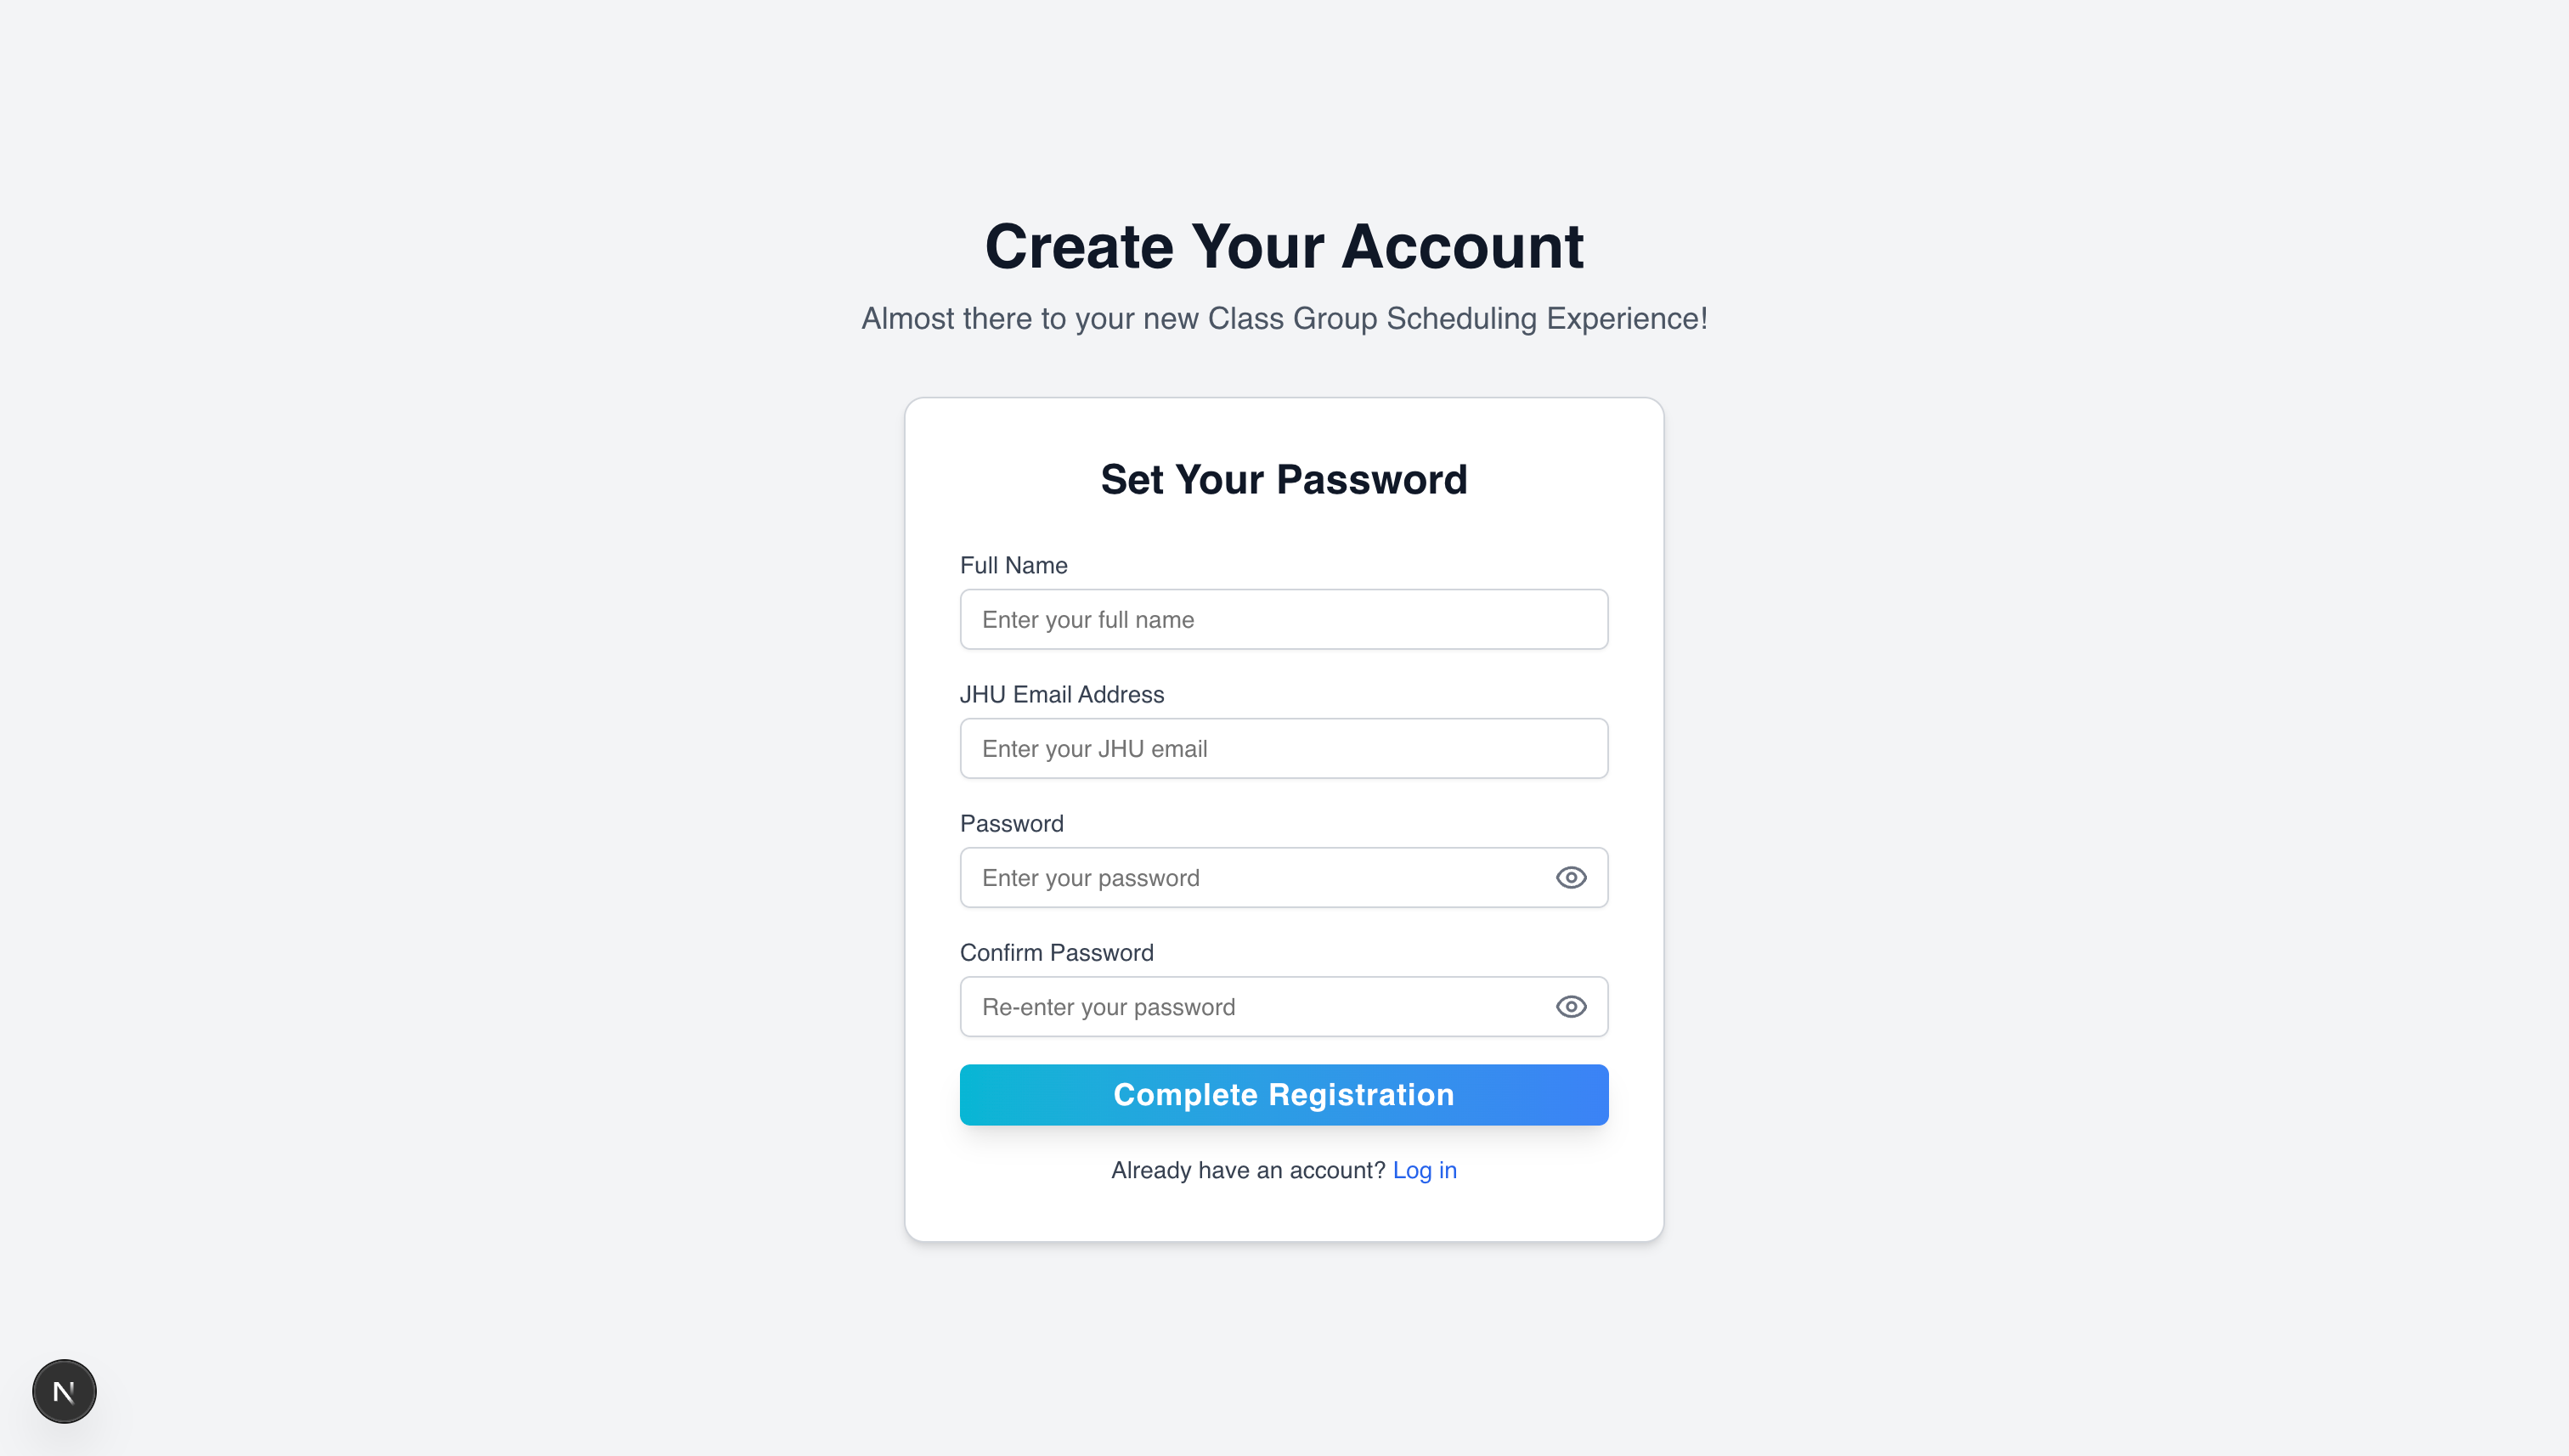 Create Your Account
Almost there to your new Class Group Scheduling Experience!
Set Your Password
Full Name
Enter your full name
JHU Email Address
Enter your JHU email
Password
Enter your password
Confirm Password
Re-enter your password
Complete Registration
Already have an account? Log in
N